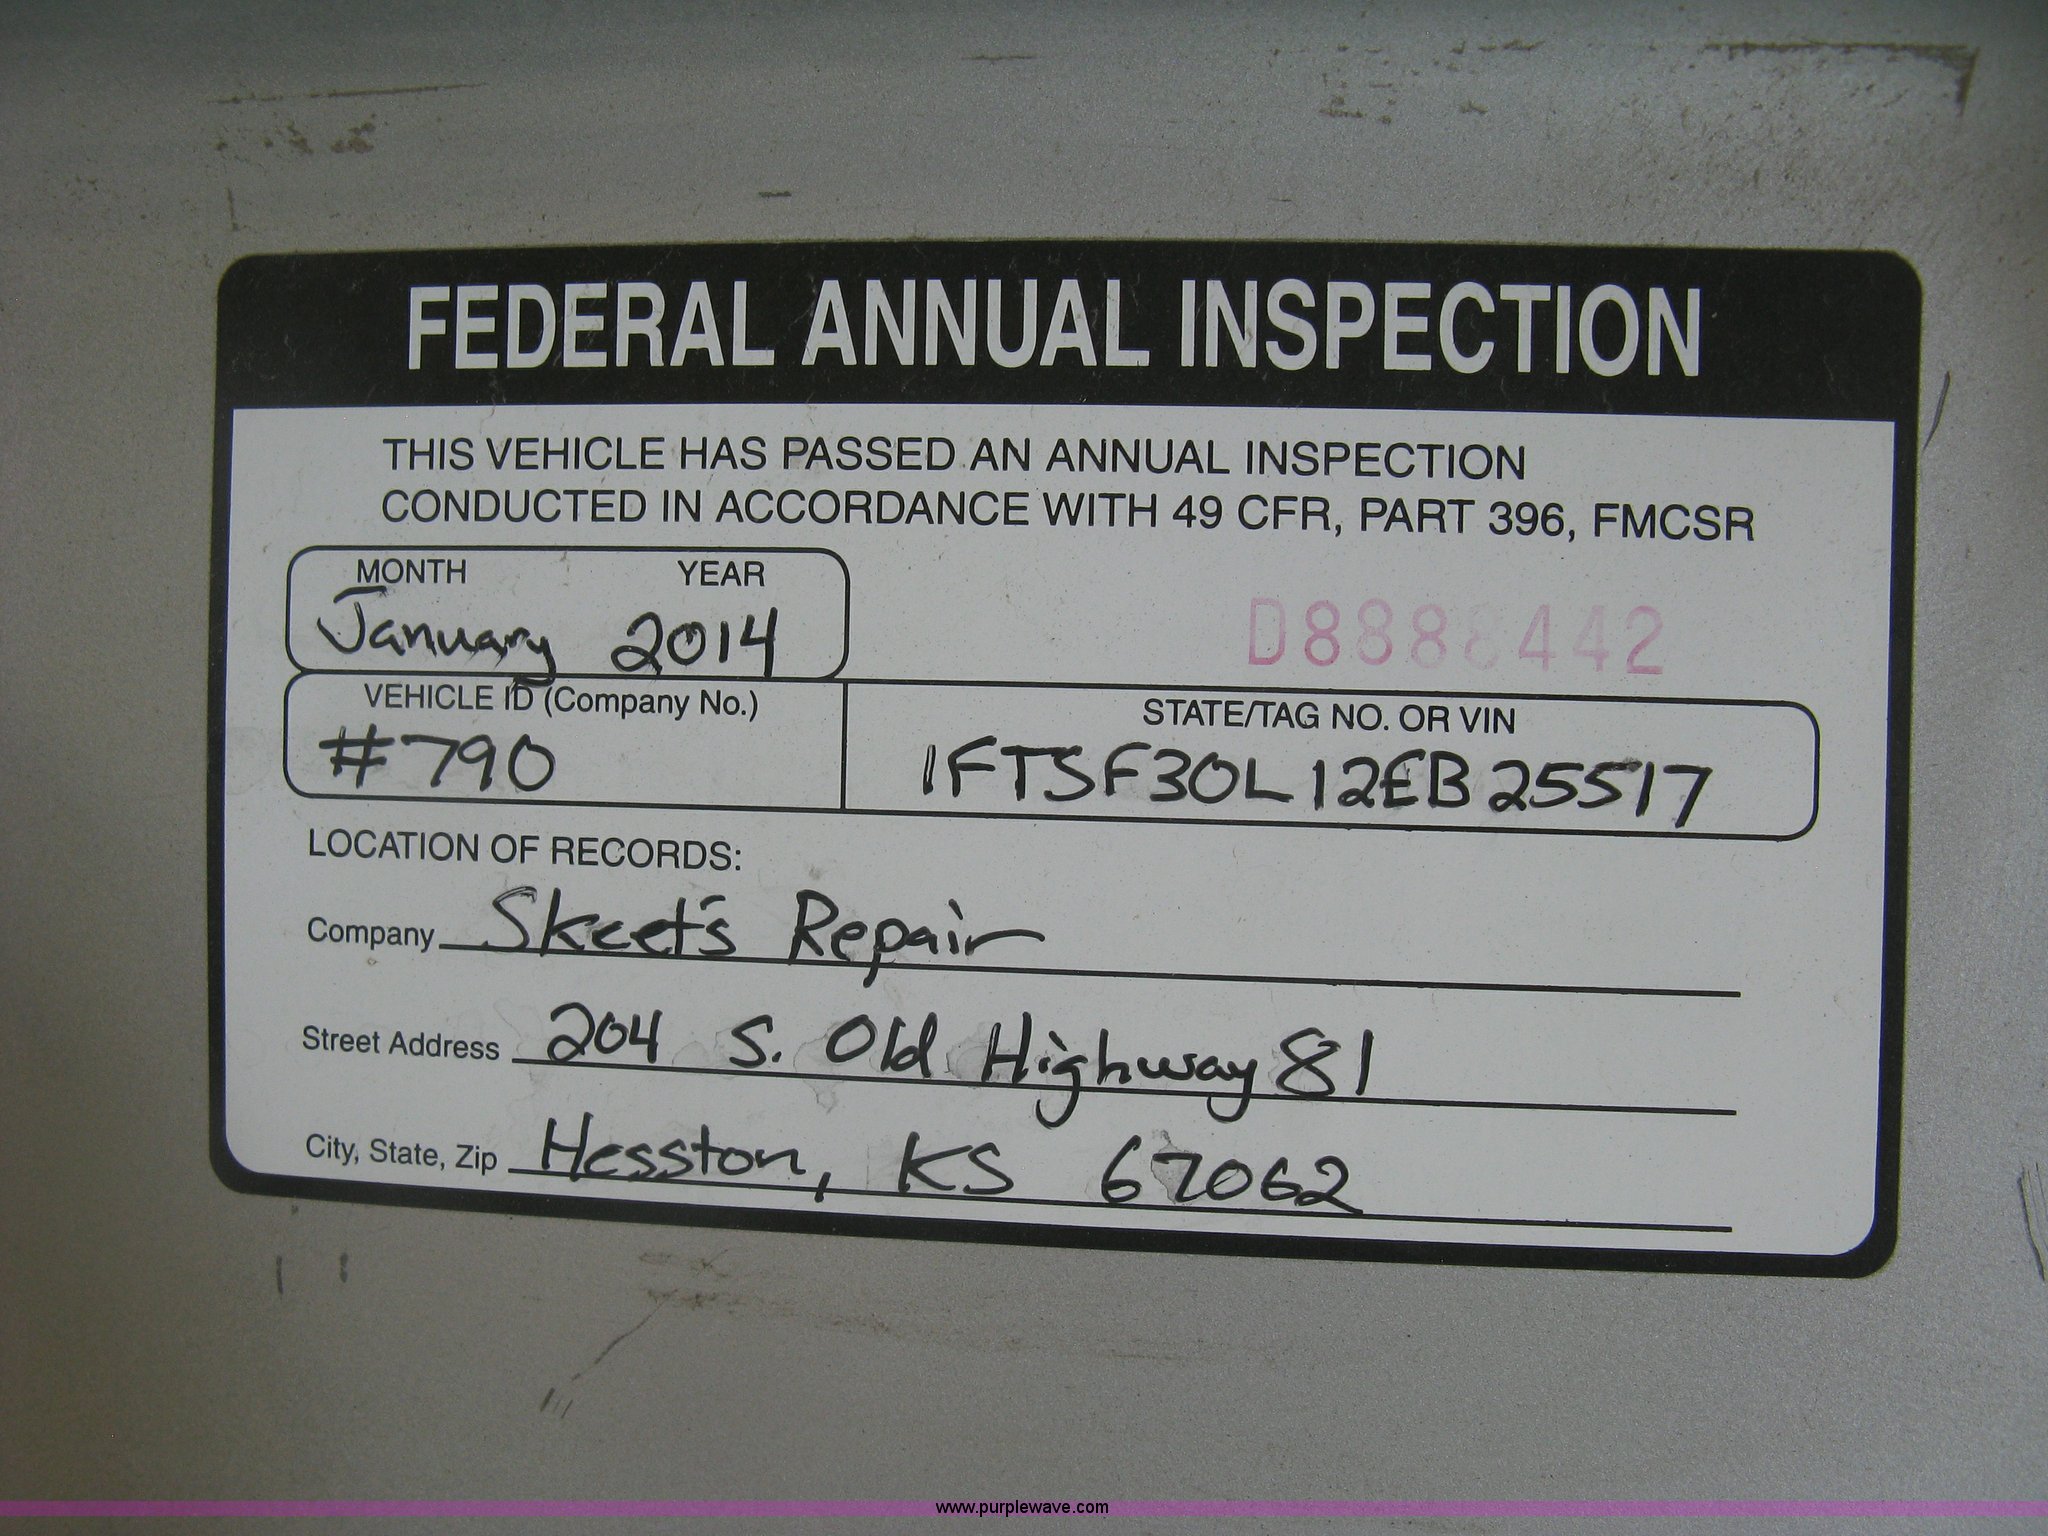 FEDERAL ANNUAL INSPECTION
THIS VEHICLE HAS PASSED AN ANNUAL INSPECTION
CONDUCTED IN ACCORDANCE WITH 49 CFR, PART 396, FMCSR
MONTH YEAR
January 2014
D8888442
VEHICLE ID (Company No.)
#790
STATE/TAG NO. OR VIN
1FTSF30L12EB25517
LOCATION OF RECORDS:
Company Skeet's Repair
Street Address 204 S. Old Highway 81
City, State, Zip Hesston, KS 67062
www.purplewave.com